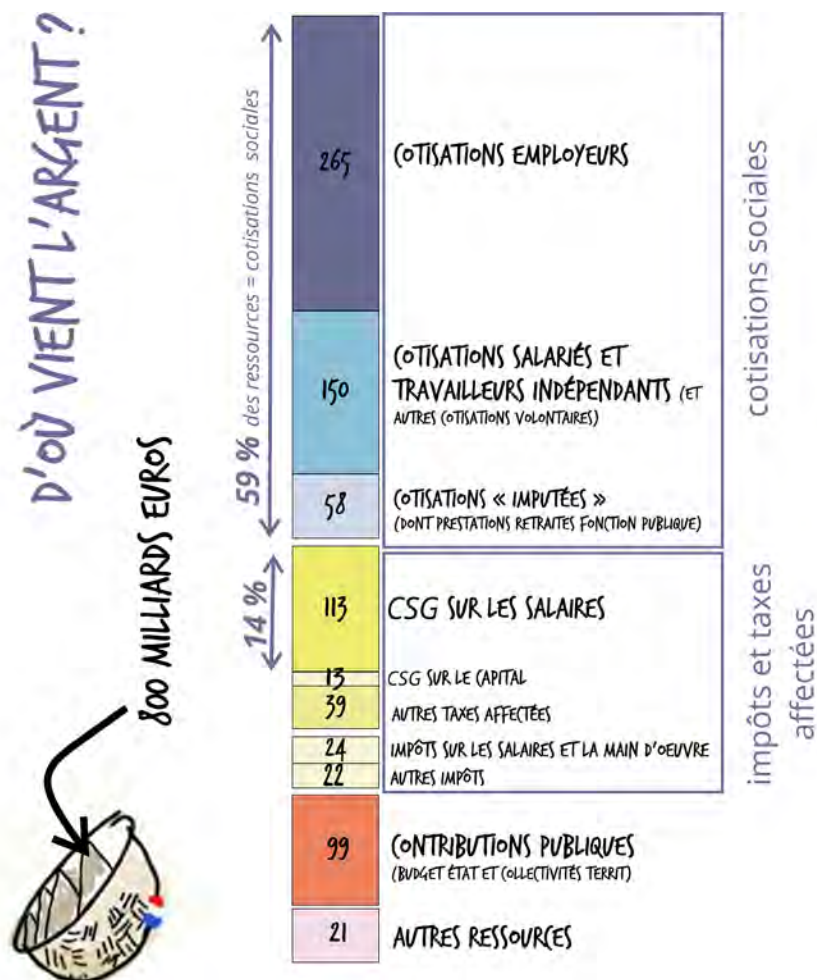 D'OÙ VIENT L'ARGENT ?
800 MILLIARDS EUROS
59 % des ressources = cotisations sociales
265
COTISATIONS EMPLOYEURS
150
COTISATIONS SALARIÉS ET
TRAVAILLEURS INDÉPENDANTS (ET
AUTRES COTISATIONS VOLONTAIRES)
58
COTISATIONS « IMPUTÉES »
(DONT PRESTATIONS RETRAITES FONCTION PUBLIQUE)
cotisations sociales
14 %
113
CSG SUR LES SALAIRES
13
CSG SUR LE CAPITAL
39
AUTRES TAXES AFFECTÉES
24
IMPÔTS SUR LES SALAIRES ET LA MAIN D'OEUVRE
22
AUTRES IMPÔTS
impôts et taxes
affectées
99
CONTRIBUTIONS PUBLIQUES
(BUDGET ÉTAT ET COLLECTIVITÉS TERRIT)
21
AUTRES RESSOURCES